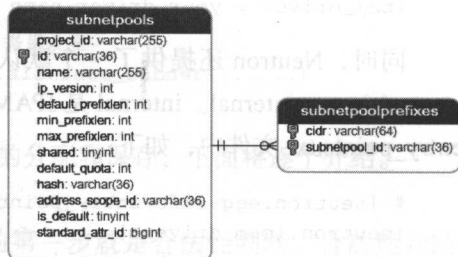 subnetpools
project_id: varchar(255)
id: varchar(36)
name: varchar(255)
ip_version: int
default_prefixlen: int
min_prefixlen: int
max_prefixlen: int
shared: tinyint
default_quota: int
hash: varchar(36)
address_scope_id: varchar(36)
is_default: tinyint
standard_attr_id: bigint
subnetpoolprefixes
cidr: varchar(64)
subnetpool_id: varchar(36)